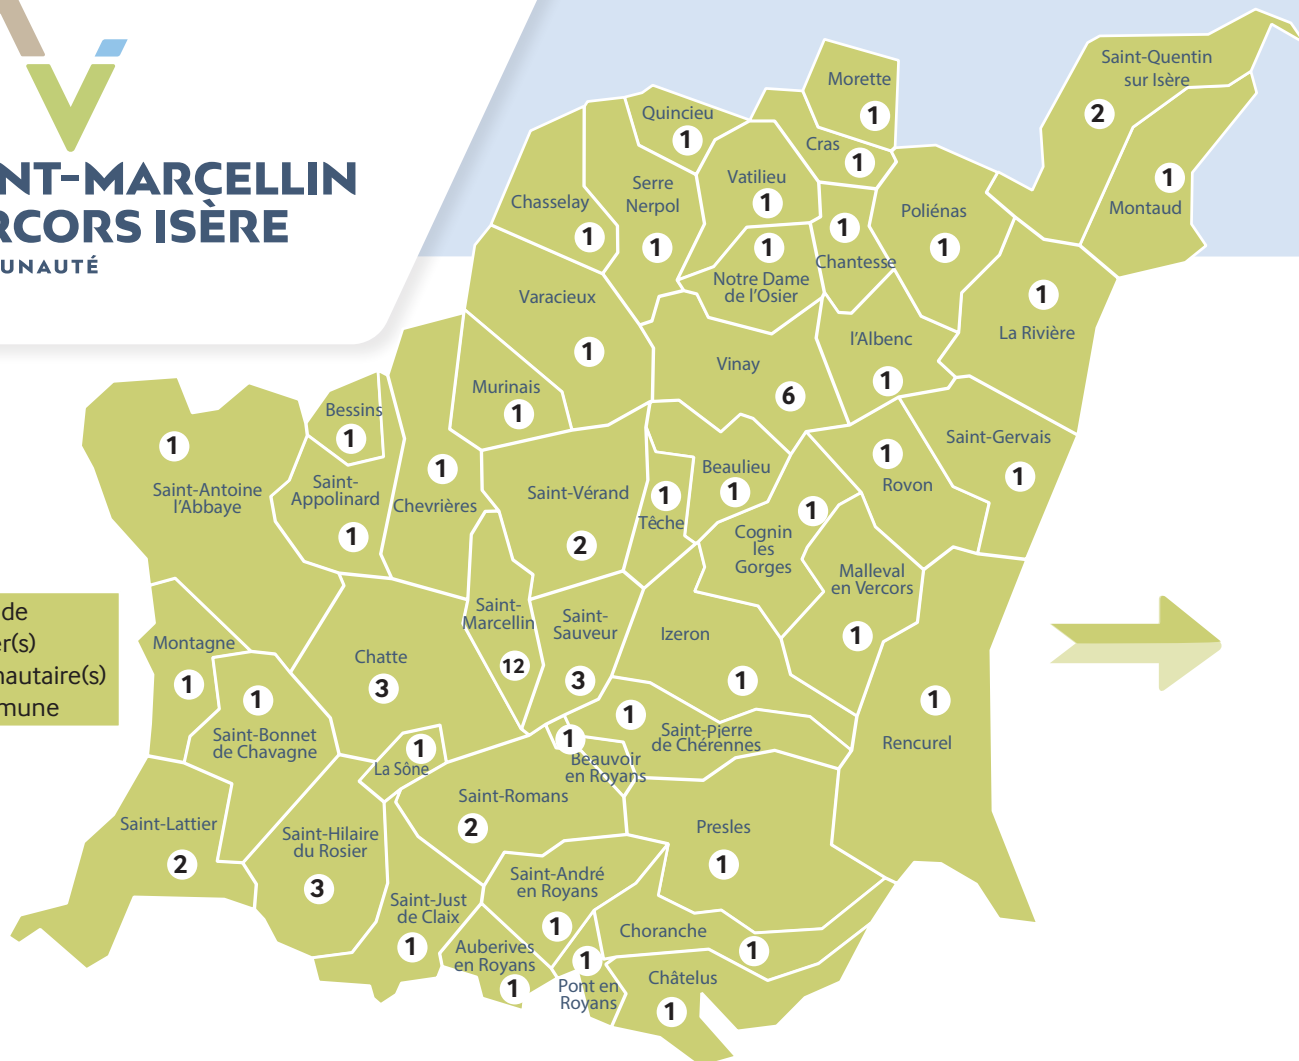 NT-MARCELLIN
RCORS ISÈRE
UNAUTÉ
Saint-Quentin
sur Isère
2
Morette
1
Quincieu
1
Cras
1
Montaud
1
Chasselay
1
Serre
Nerpol
1
Vatilieu
1
Poliénas
1
Chantesse
1
Notre Dame
de l'Osier
1
Varacieux
1
La Rivière
1
l'Albenc
1
Vinay
6
Murinais
1
Bessins
1
Saint-Antoine
l'Abbaye
1
Saint-
Appolinard
1
Chevrières
1
Saint-Vérand
2
Têche
1
Beaulieu
1
Rovon
1
Saint-Gervais
1
Cognin
les
Gorges
1
Malleval
en Vercors
1
de
er(s)
nautaire(s)
mune
Montagne
1
Saint-
Marcellin
12
Saint-
Sauveur
3
Izeron
1
Chatte
3
Saint-Bonnet
de Chavagne
1
La Sône
1
Beauvoir
en Royans
1
Saint-Pierre
de Chérennes
1
Rencurel
1
Saint-Lattier
2
Saint-Hilaire
du Rosier
3
Saint-Romans
2
Presles
1
Saint-Just
de Claix
1
Saint-André
en Royans
1
Auberives
en Royans
1
Pont en
Royans
1
Choranche
1
Châtelus
1